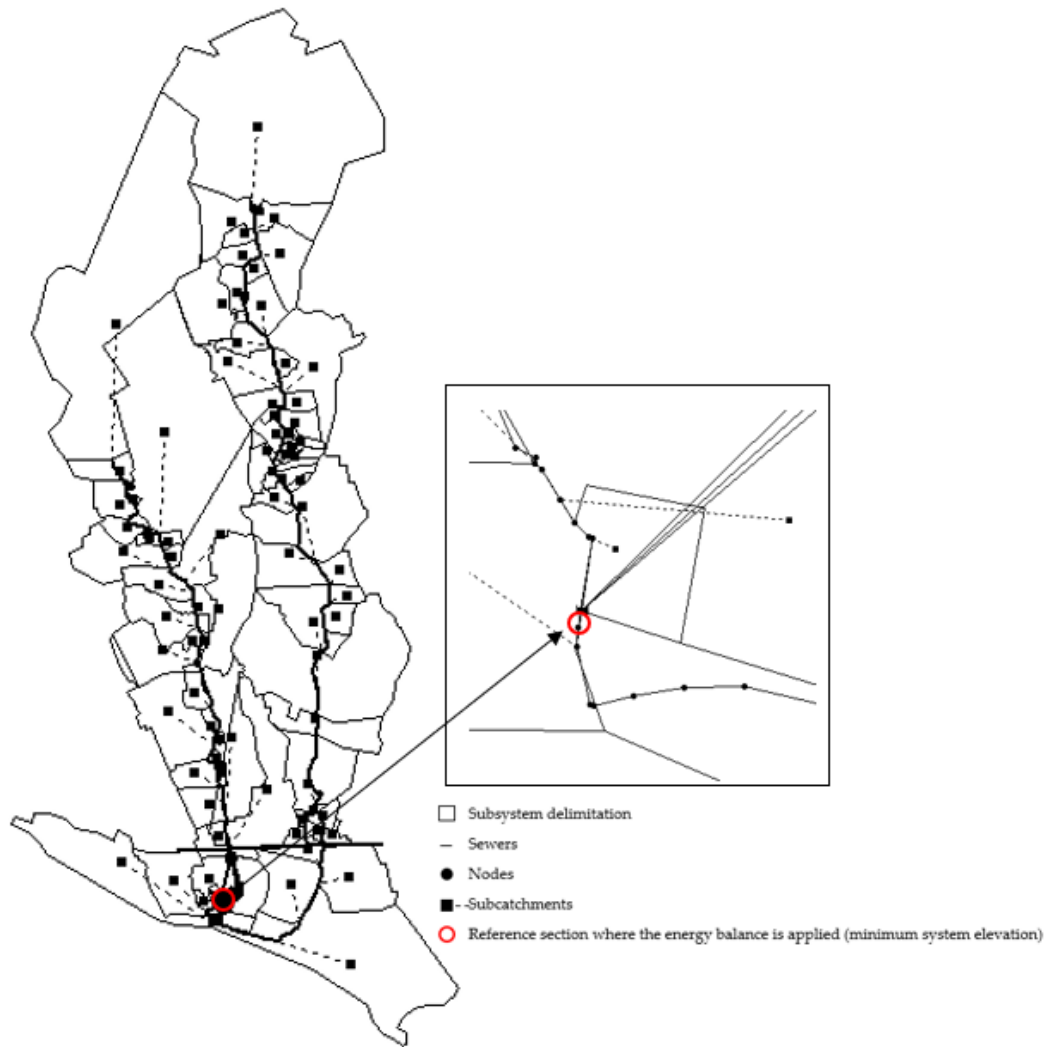 Subsystem delimitation
Sewers
Nodes
Subcatchments
Reference section where the energy balance is applied (minimum system elevation)